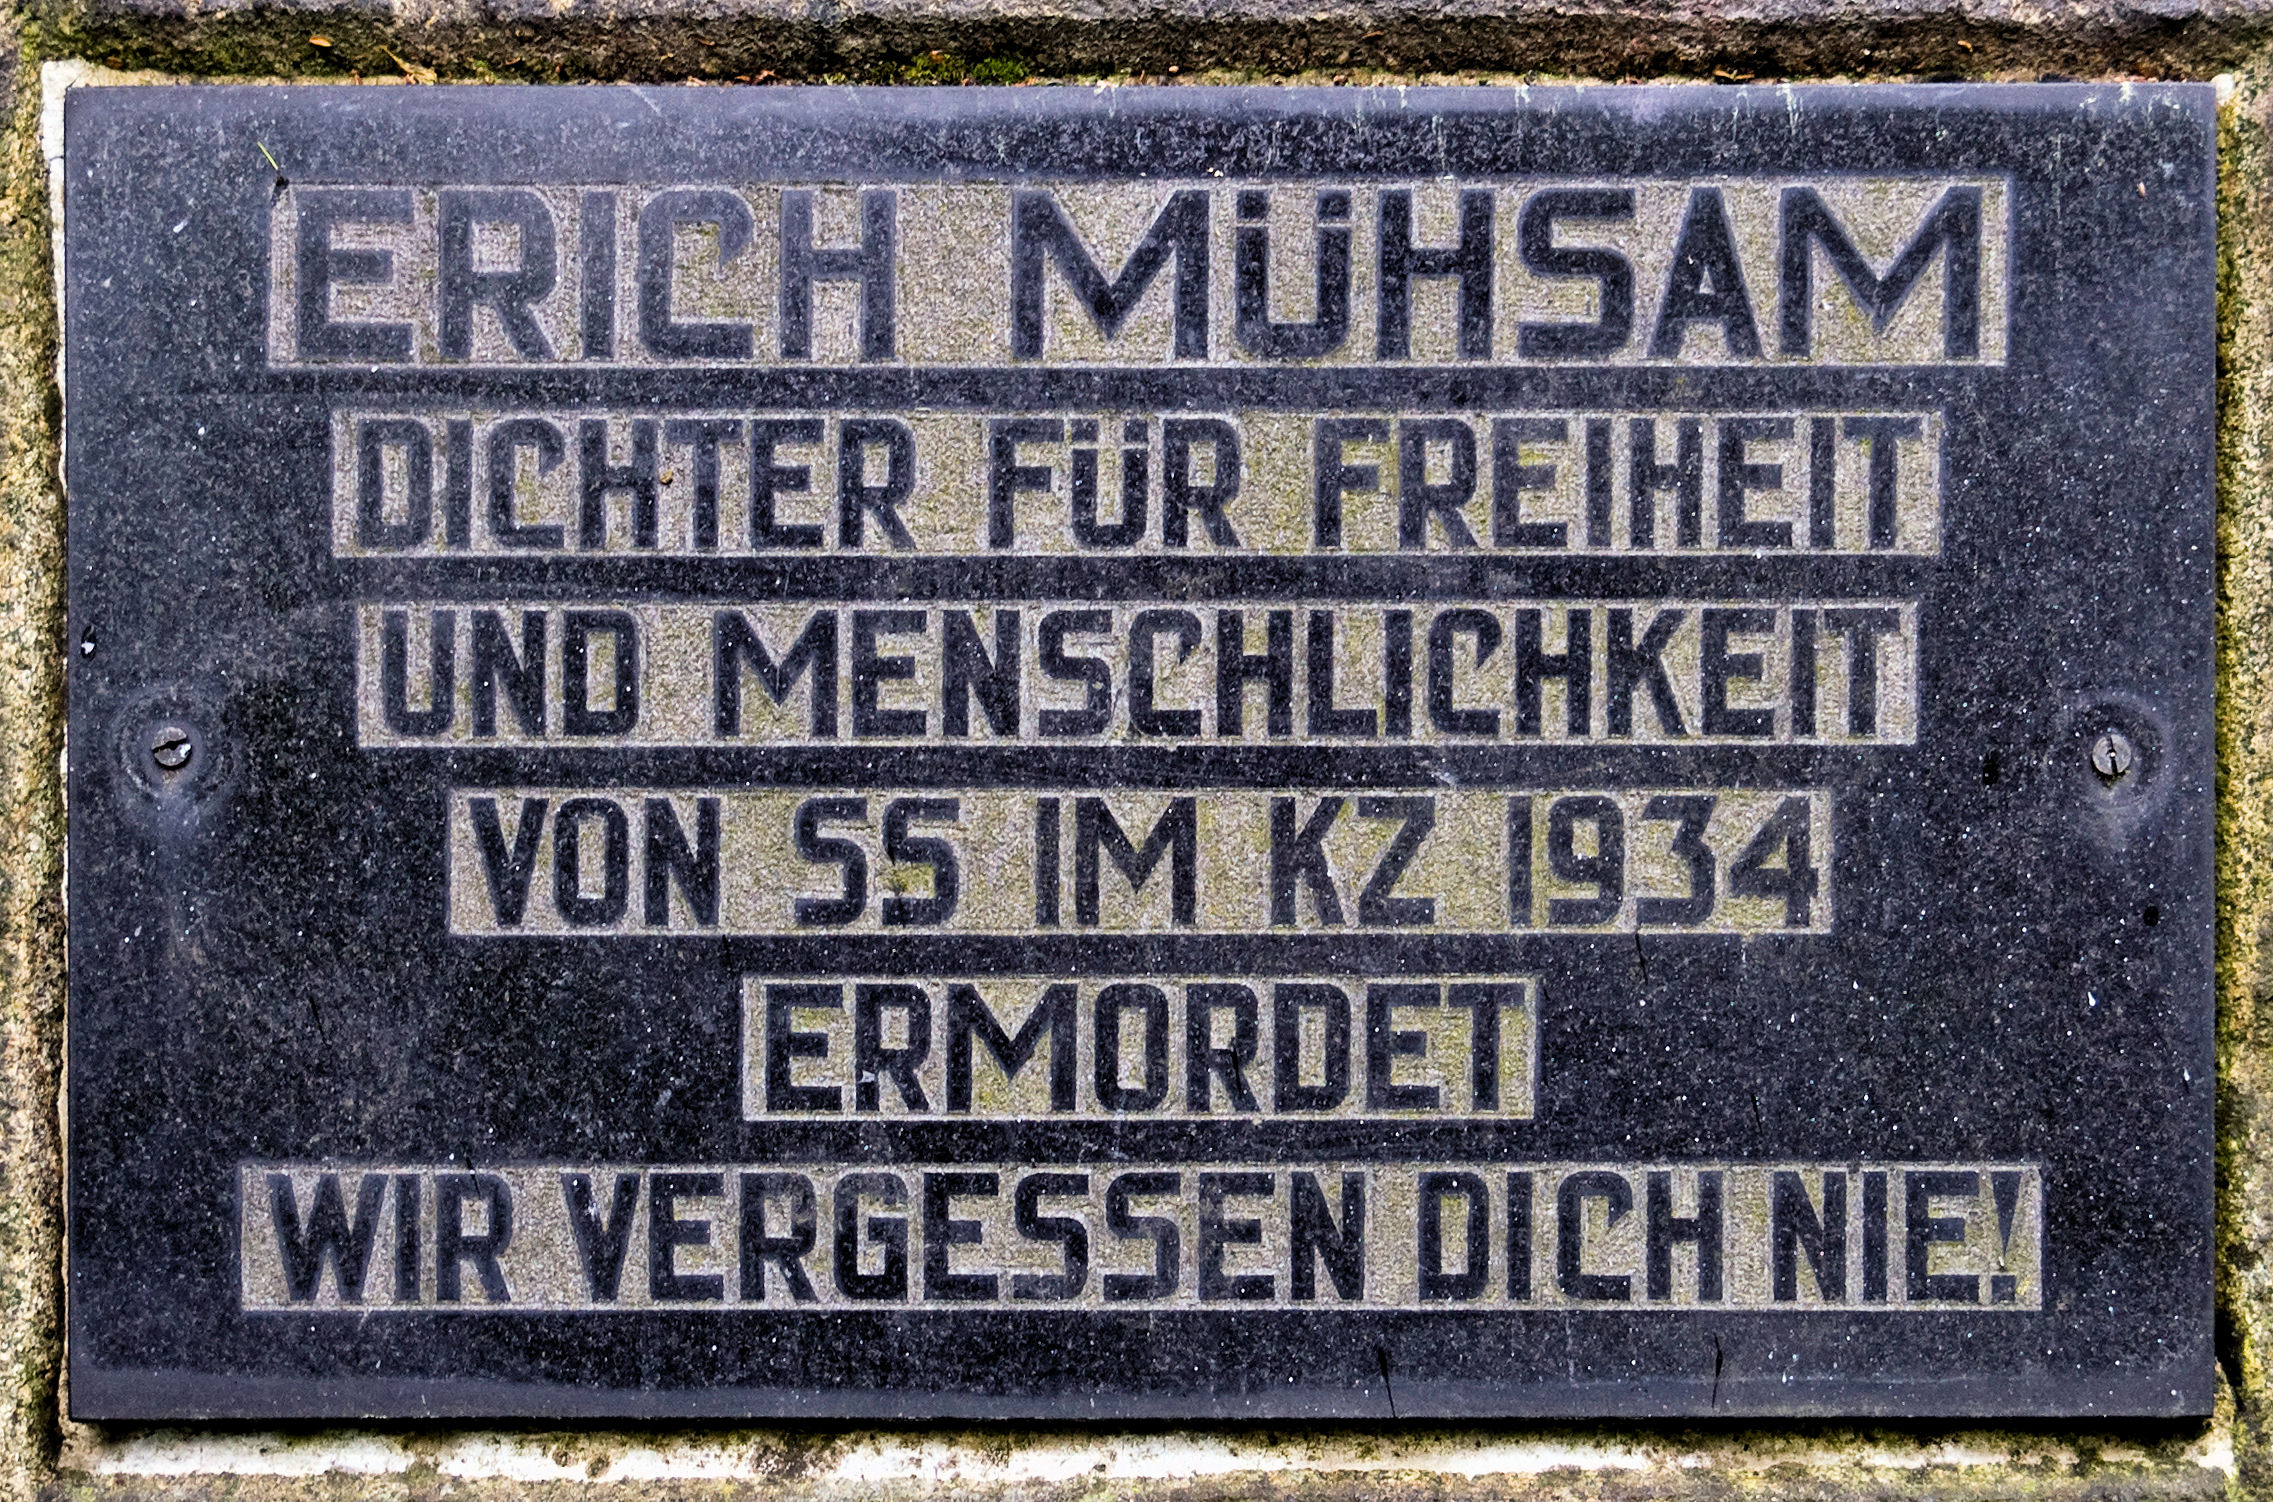 ERICH MÜHSAM
DICHTER FÜR FREIHEIT
UND MENSCHLICHKEIT
VON SS IM KZ 1934
ERMORDET
WIR VERGESSEN DICH NIE!